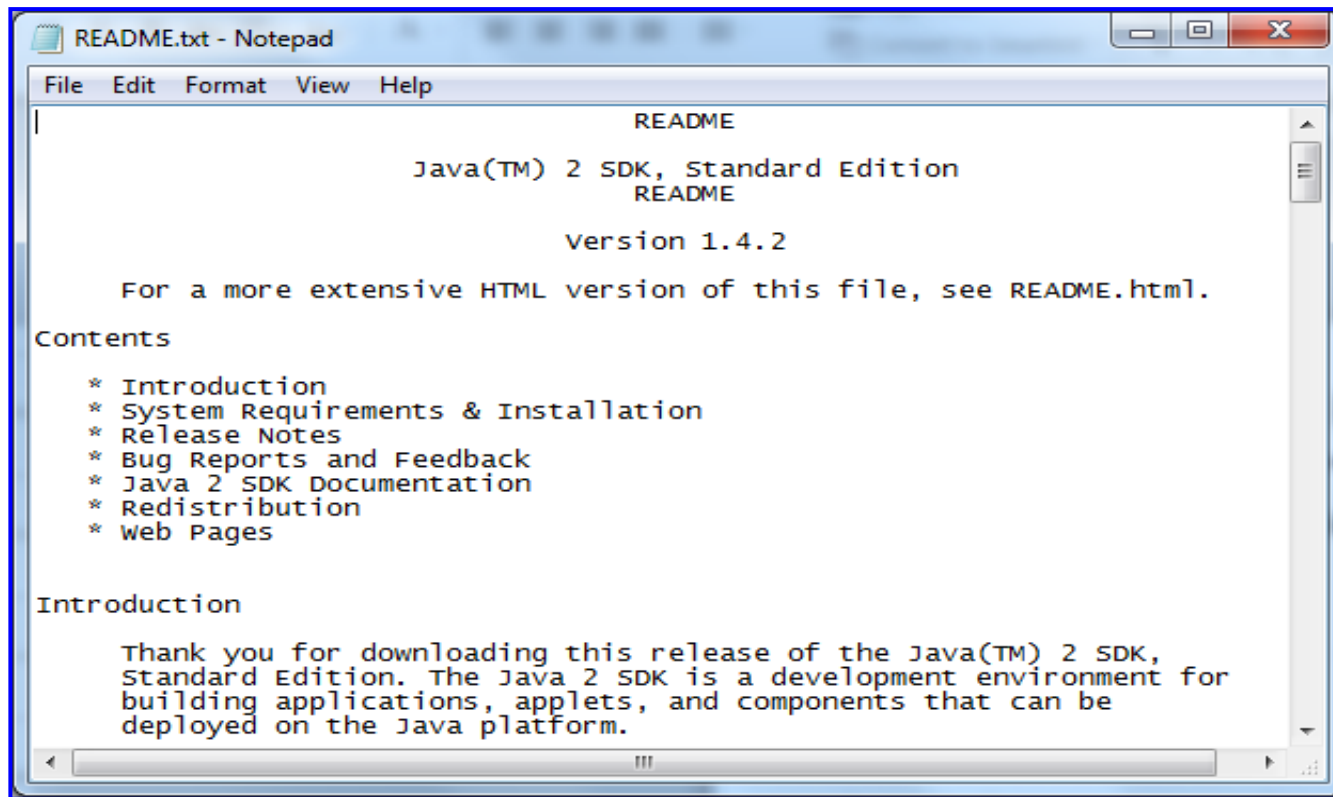 README.txt - Notepad
File Edit Format View Help
README
Java(TM) 2 SDK, Standard Edition
README
Version 1.4.2
For a more extensive HTML version of this file, see README.html.
Contents
* Introduction
* System Requirements & Installation
* Release Notes
* Bug Reports and Feedback
* Java 2 SDK Documentation
* Redistribution
* Web Pages
Introduction
Thank you for downloading this release of the Java(TM) 2 SDK,
Standard Edition. The Java 2 SDK is a development environment for
building applications, applets, and components that can be
deployed on the Java platform.